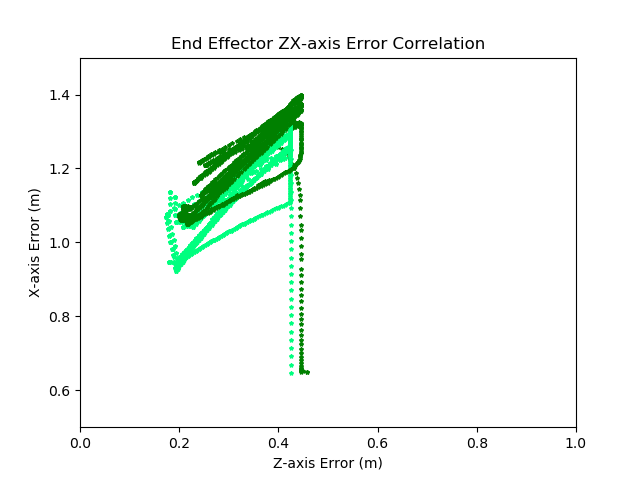 End Effector ZX-axis Error Correlation
1.4
1.2
1.0
0.8
0.6
X-axis Error (m)
0.0 0.2 0.4 0.6 0.8 1.0
Z-axis Error (m)